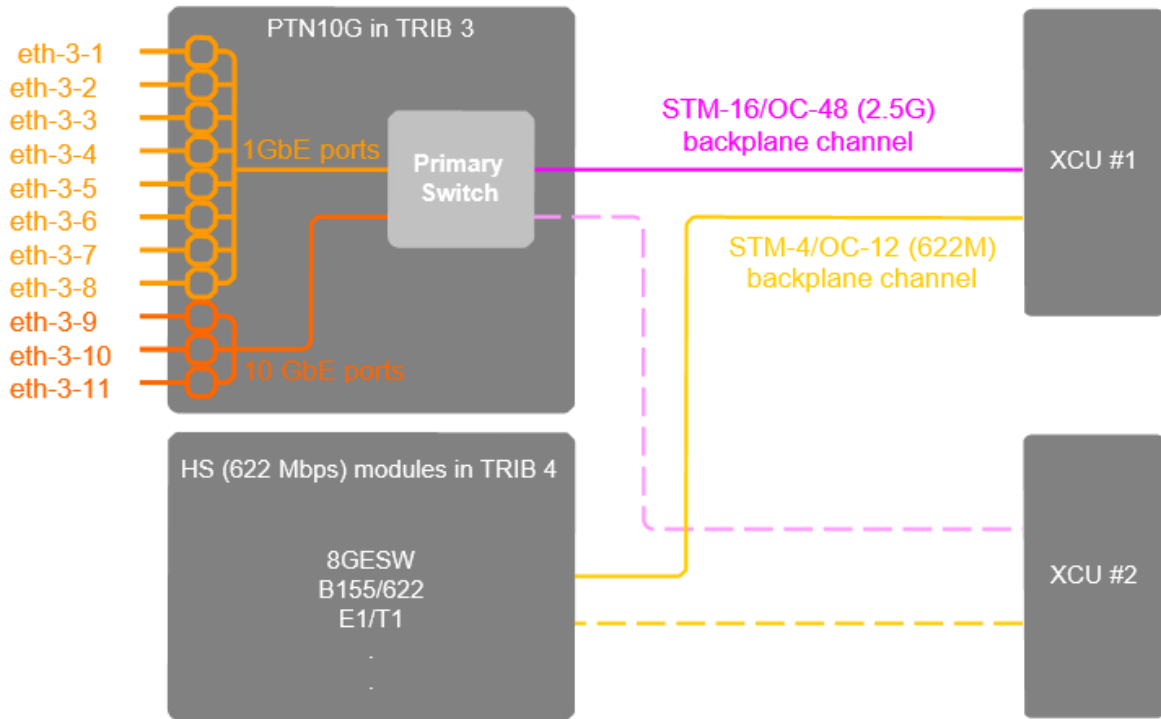 PTN10G in TRIB 3
eth-3-1
eth-3-2
eth-3-3
eth-3-4
eth-3-5
eth-3-6
eth-3-7
eth-3-8
eth-3-9
eth-3-10
eth-3-11
1GbE ports
10 GbE ports
Primary
Switch
STM-16/OC-48 (2.5G)
backplane channel
STM-4/OC-12 (622M)
backplane channel
XCU #1
HS (622 Mbps) modules in TRIB 4
8GESW
B155/622
E1/T1
.
.
XCU #2